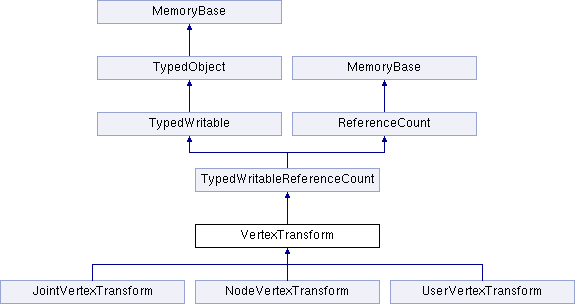 MemoryBase
TypedObject MemoryBase
TypedWritable ReferenceCount
TypedWritableReferenceCount
VertexTransform
JointVertexTransform NodeVertexTransform UserVertexTransform